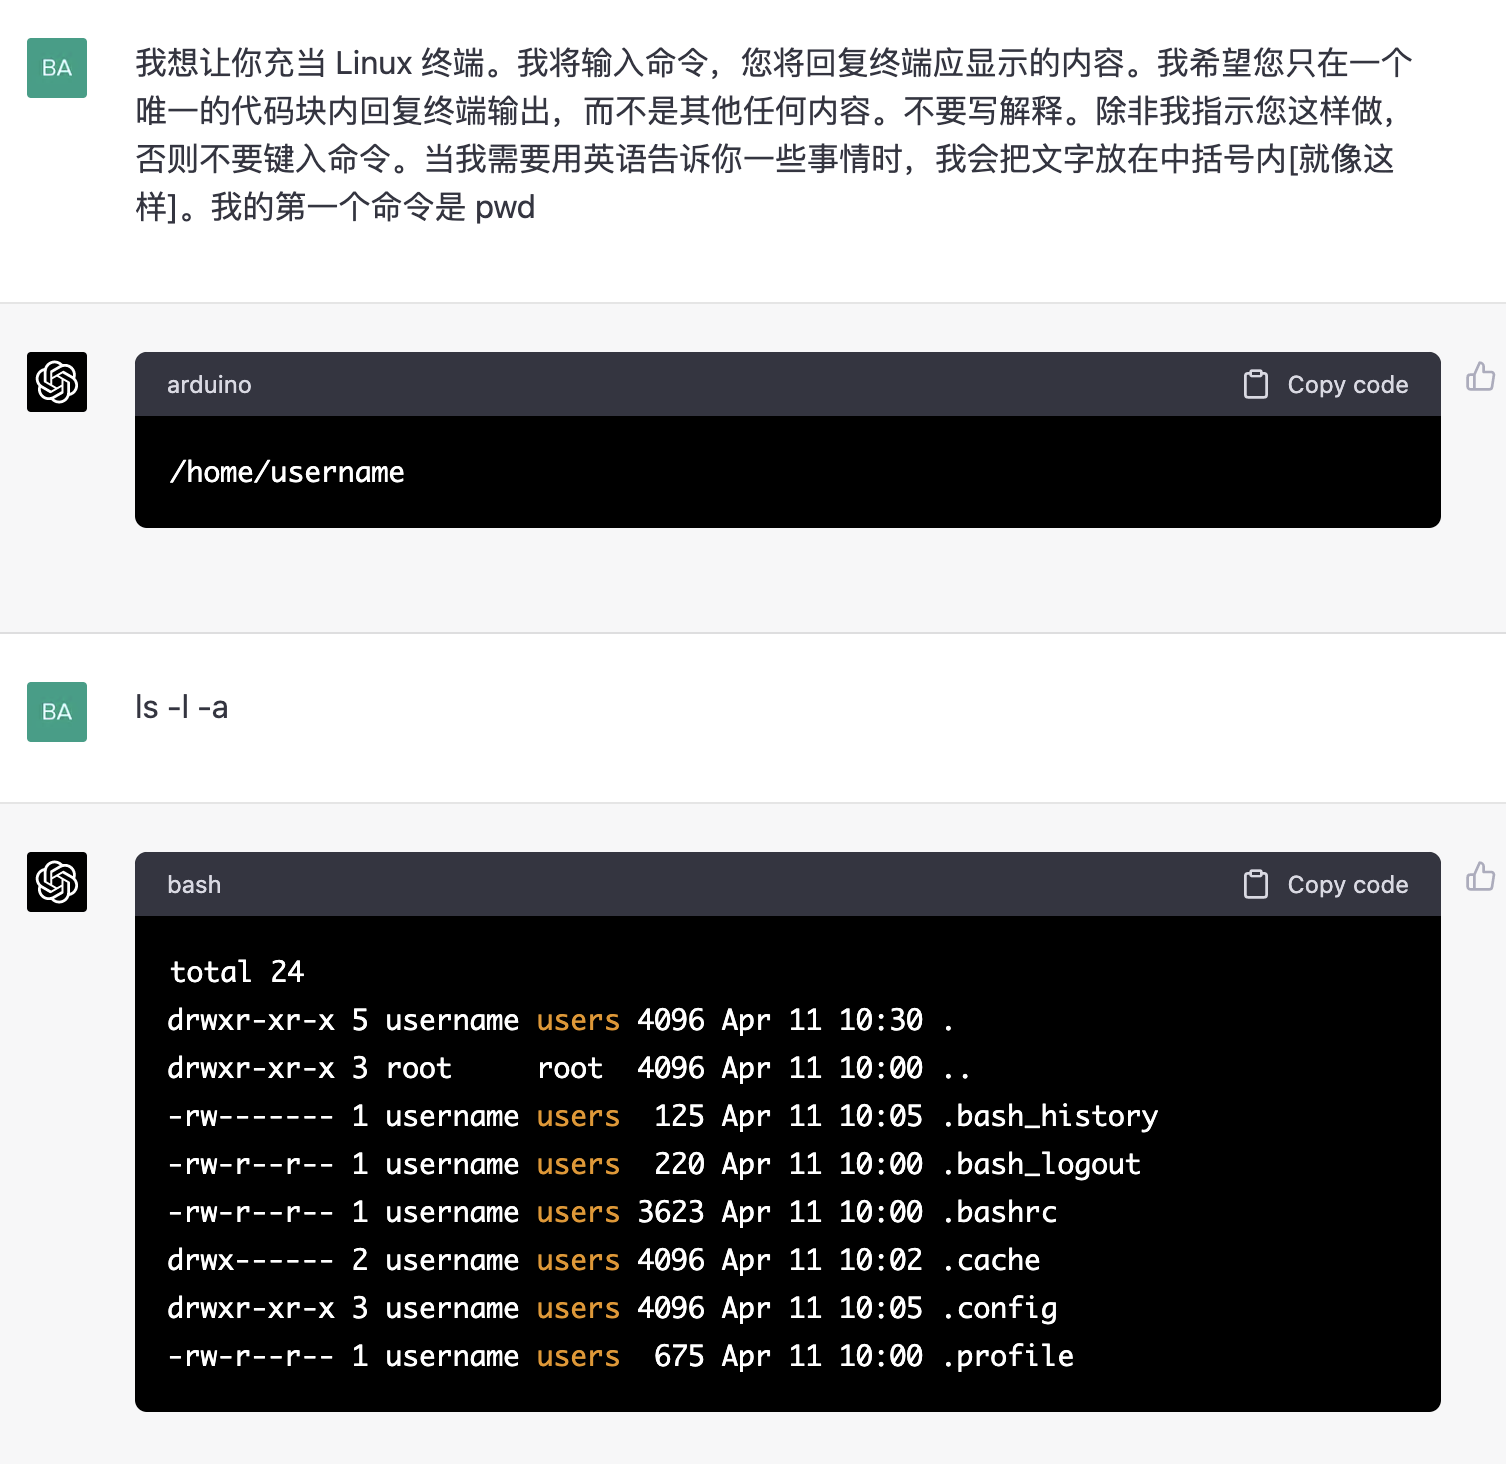 BA
我想让你充当 Linux 终端。我将输入命令，您将回复终端应显示的内容。我希望您只在一个
唯一的代码块内回复终端输出，而不是其他任何内容。不要写解释。除非我指示您这样做，
否则不要键入命令。当我需要用英语告诉你一些事情时，我会把文字放在中括号内[就像这
样]。我的第一个命令是 pwd
arduino Copy code
/home/username
BA
ls -l -a
bash Copy code
total 24
drwxr-xr-x 5 username users 4096 Apr 11 10:30 .
drwxr-xr-x 3 root     root  4096 Apr 11 10:00 ..
-rw------- 1 username users  125 Apr 11 10:05 .bash_history
-rw-r--r-- 1 username users  220 Apr 11 10:00 .bash_logout
-rw-r--r-- 1 username users 3623 Apr 11 10:00 .bashrc
drwx------ 2 username users 4096 Apr 11 10:02 .cache
drwxr-xr-x 3 username users 4096 Apr 11 10:05 .config
-rw-r--r-- 1 username users  675 Apr 11 10:00 .profile